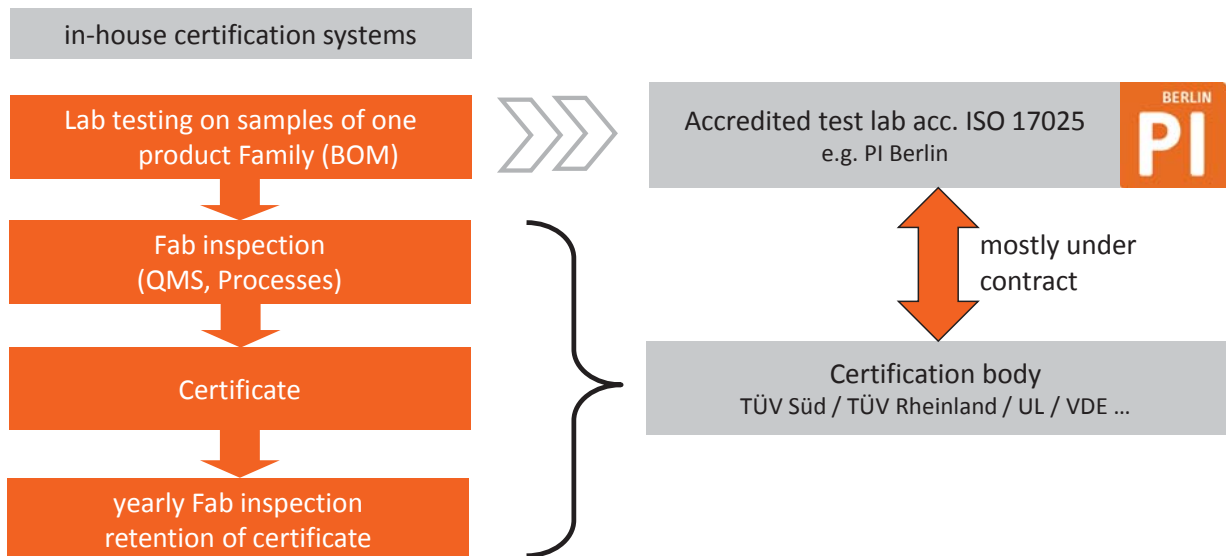 in-house certification systems
Lab testing on samples of one
product Family (BOM)
Fab inspection
(QMS, Processes)
Certificate
yearly Fab inspection
retention of certificate
Accredited test lab acc. ISO 17025
e.g. PI Berlin
BERLIN
PI
mostly under
contract
Certification body
TÜV Süd / TÜV Rheinland / UL / VDE ...